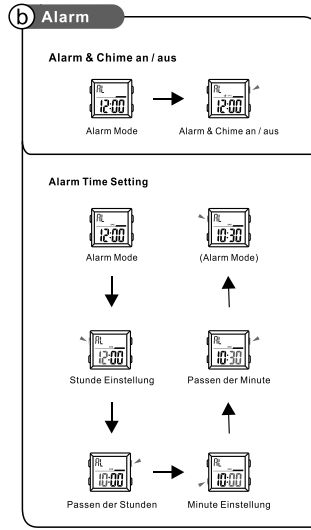 b Alarm
Alarm & Chime an / aus
AL AL
12:00 12:00
Alarm Mode Alarm & Chime an / aus
Alarm Time Setting
AL AL
12:00 10:30
Alarm Mode (Alarm Mode)
AL AL
12:00 10:30
Stunde Einstellung Passen der Minute
AL AL
10:00 10:00
Passen der Stunden Minute Einstellung